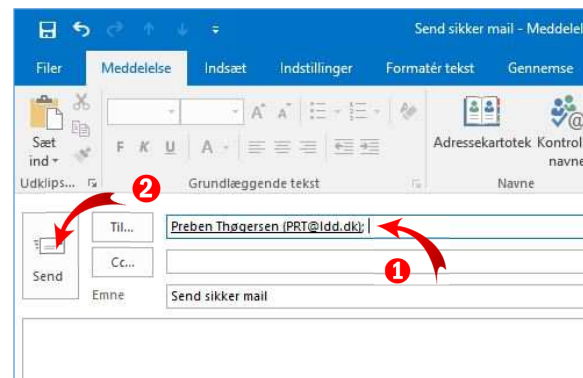 Send sikker mail - Meddelel
Filer Meddelelse Indsæt Indstillinger Formatér tekst Gennemse
Sæt ind
F K U A A A
Adressekartotek Kontrol navne
Udklips... Grundlæggende tekst Navne
2
Til... Preben Thøgersen (PRT@ldd.dk);
Cc...
1
Send
Emne Send sikker mail